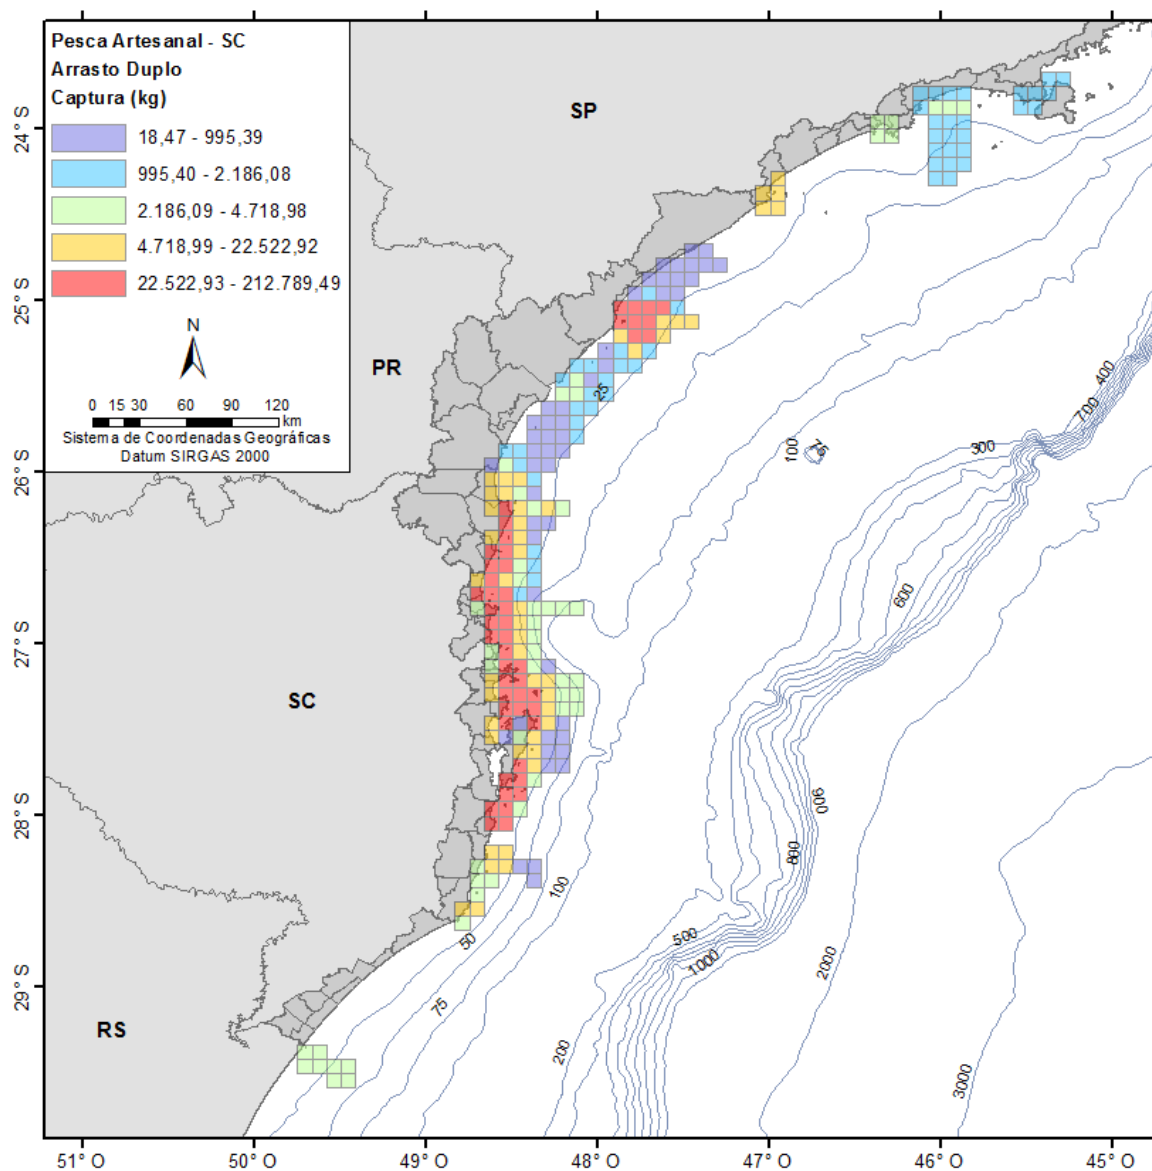 Pesca Artesanal - SC
Arrasto Duplo
Captura (kg)
18,47 - 995,39
995,40 - 2.186,08
2.186,09 - 4.718,98
4.718,99 - 22.522,92
22.522,93 - 212.789,49
N
0 15 30 60 90 120
km
Sistema de Coordenadas Geográficas
Datum SIRGAS 2000
SP
PR
SC
RS
24° S
25° S
26° S
27° S
28° S
29° S
25
100
75
300
400
700
600
900
800
100
50
75
500
1000
200
2000
3000
51° O
50° O
49° O
48° O
47° O
46° O
45° O